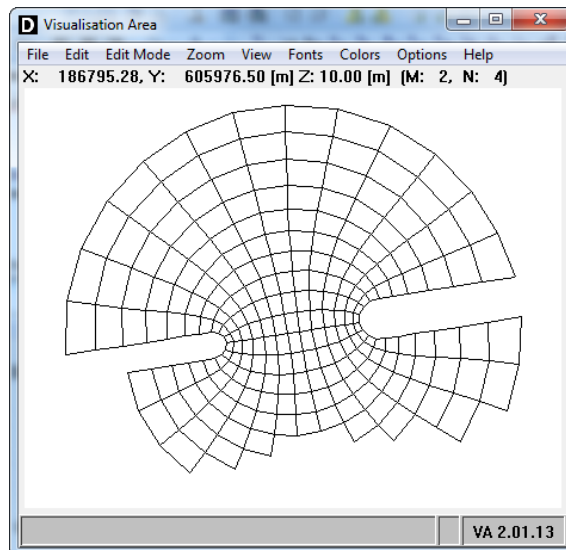 D Visualisation Area
File Edit Edit Mode Zoom View Fonts Colors Options Help
X: 186795.28, Y: 605976.50 [m] Z: 10.00 [m] (M: 2, N: 4)
VA 2.01.13